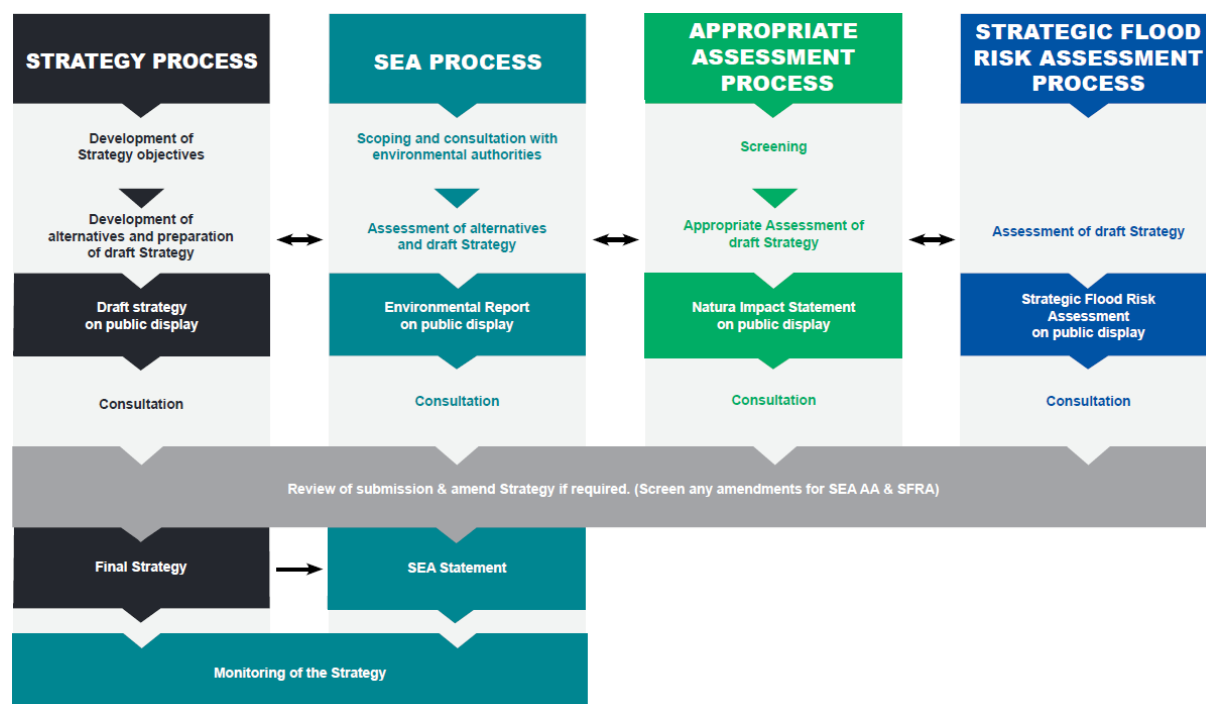 STRATEGY PROCESS
SEA PROCESS
APPROPRIATE
ASSESSMENT
PROCESS
STRATEGIC FLOOD
RISK ASSESSMENT
PROCESS
Development of
Strategy objectives
Scoping and consultation with
environmental authorities
Screening
Development of
alternatives and preparation
of draft Strategy
Assessment of alternatives
and draft Strategy
Appropriate Assessment of
draft Strategy
Assessment of draft Strategy
Draft strategy
on public display
Environmental Report
on public display
Natura Impact Statement
on public display
Strategic Flood Risk
Assessment
on public display
Consultation
Consultation
Consultation
Consultation
Review of submission & amend Strategy if required. (Screen any amendments for SEA AA & SFRA)
Final Strategy
SEA Statement
Monitoring of the Strategy